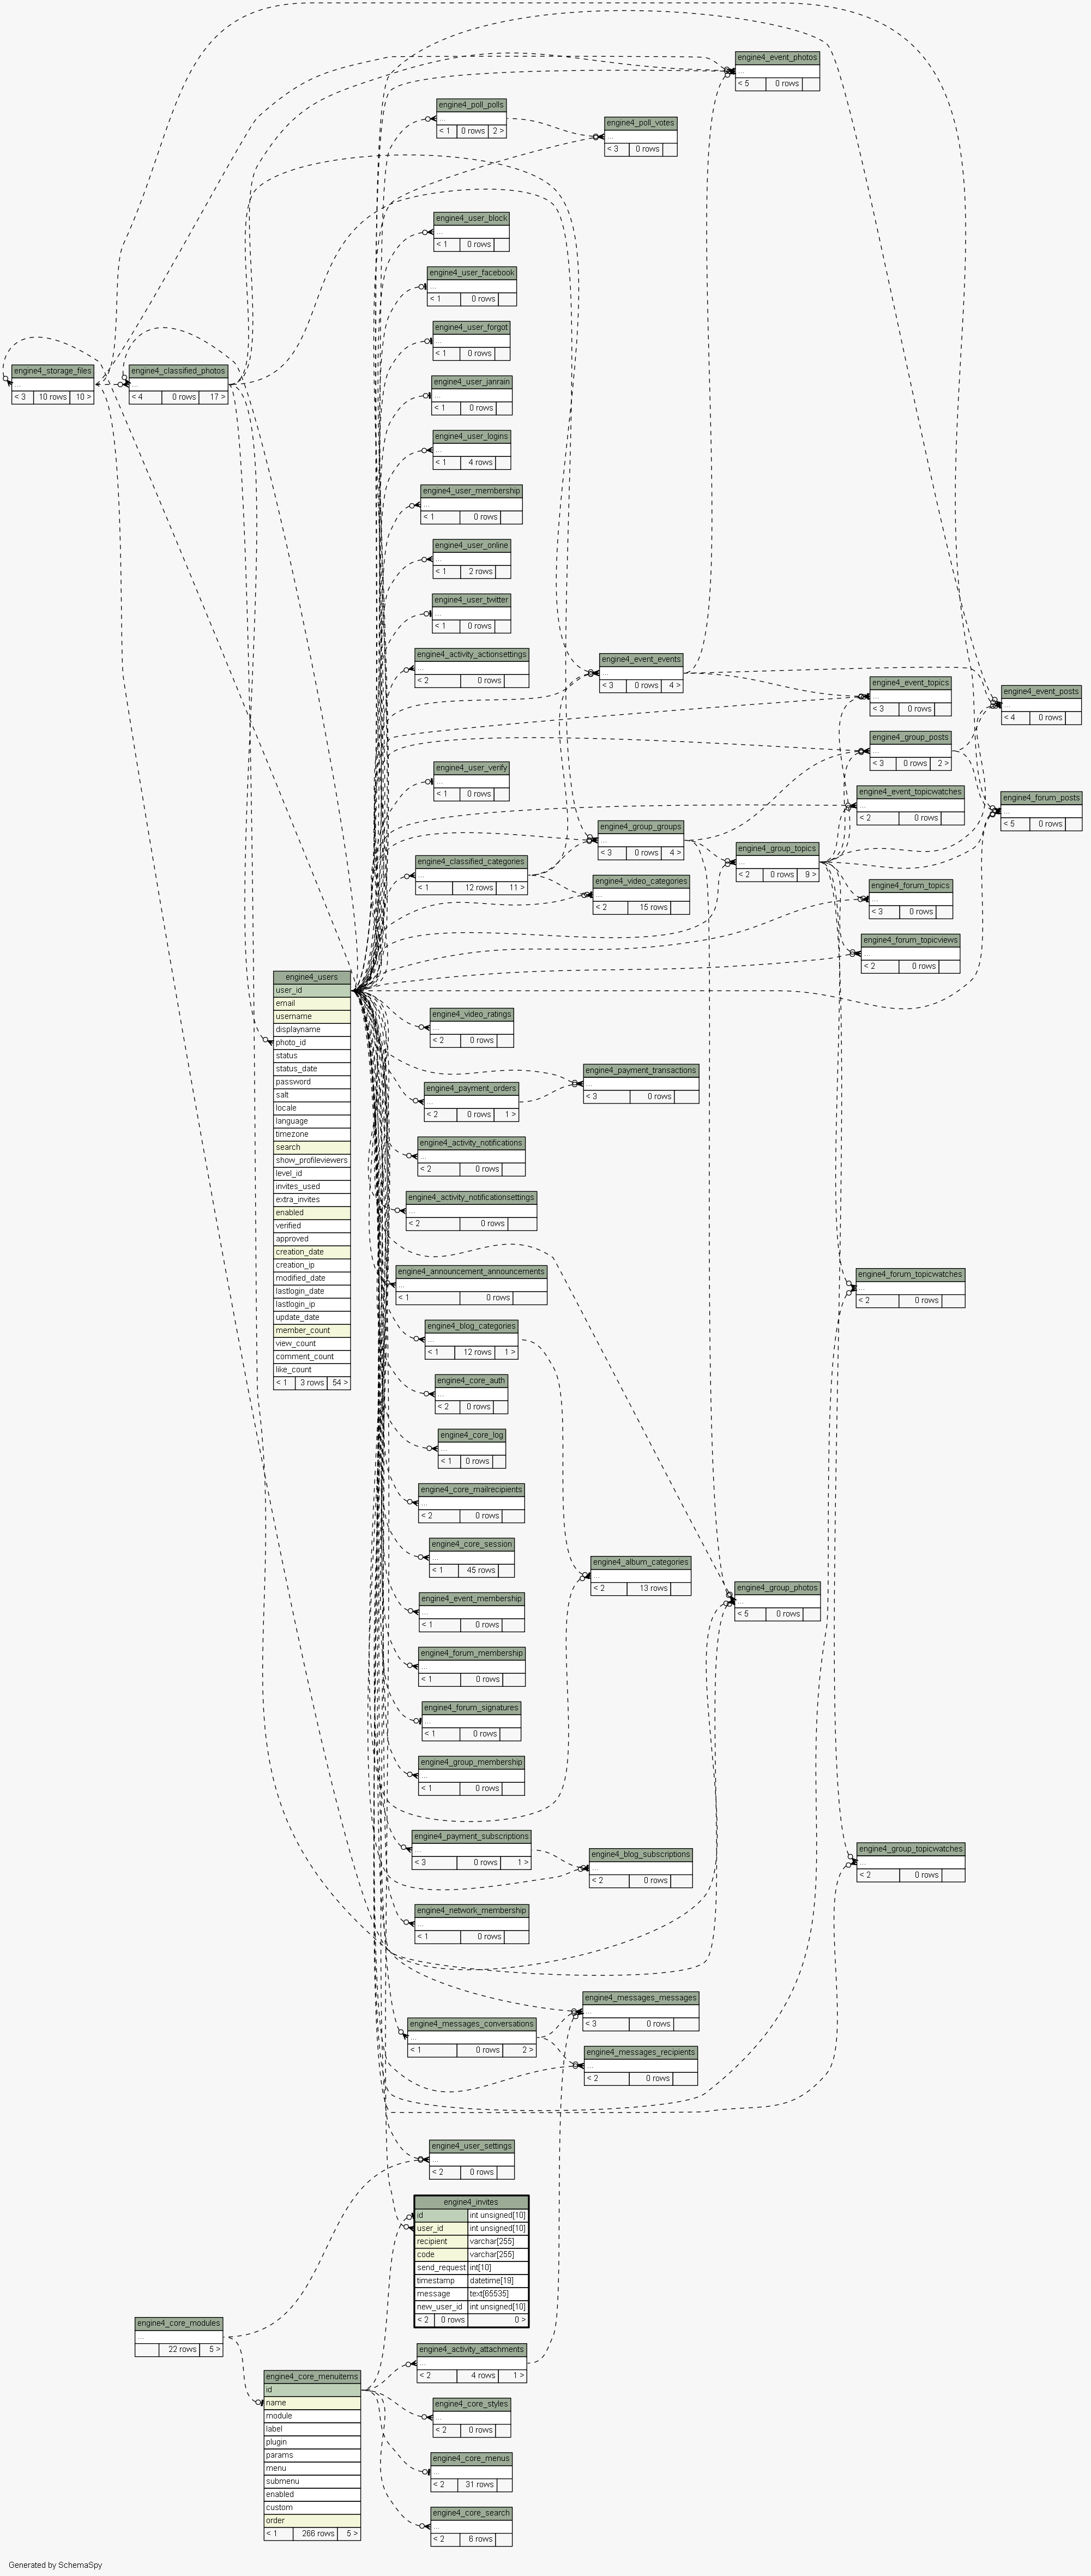 engine4_event_photos
...
< 5 0 rows
engine4_poll_polls
...
< 1 0 rows 2 >
engine4_poll_votes
...
< 3 0 rows
engine4_user_block
...
< 1 0 rows
engine4_user_facebook
...
< 1 0 rows
engine4_user_forgot
...
< 1 0 rows
engine4_storage_files
...
< 3 10 rows 10 >
engine4_classified_photos
...
< 4 0 rows 17 >
engine4_user_janrain
...
< 1 0 rows
engine4_user_logins
...
< 1 4 rows
engine4_user_membership
...
< 1 0 rows
engine4_user_online
...
< 1 2 rows
engine4_user_twitter
...
< 1 0 rows
engine4_activity_actionsettings
...
< 2 0 rows
engine4_event_events
...
< 3 0 rows 4 >
engine4_event_topics
...
< 3 0 rows
engine4_event_posts
...
< 4 0 rows
engine4_group_posts
...
< 3 0 rows 2 >
engine4_user_verify
...
< 1 0 rows
engine4_event_topicwatches
...
< 2 0 rows
engine4_forum_posts
...
< 5 0 rows
engine4_group_groups
...
< 3 0 rows 4 >
engine4_group_topics
...
< 2 0 rows 9 >
engine4_classified_categories
...
< 1 12 rows 11 >
engine4_video_categories
...
< 2 15 rows
engine4_forum_topics
...
< 3 0 rows
engine4_forum_topicviews
...
< 2 0 rows
engine4_users
user_id
email
username
displayname
photo_id
status
status_date
password
salt
locale
language
timezone
search
show_profileviewers
level_id
invites_used
extra_invites
enabled
verified
approved
creation_date
creation_ip
modified_date
lastlogin_date
lastlogin_ip
update_date
member_count
view_count
comment_count
like_count
< 1 3 rows 54 >
engine4_video_ratings
...
< 2 0 rows
engine4_payment_transactions
...
< 3 0 rows
engine4_payment_orders
...
< 2 0 rows 1 >
engine4_activity_notifications
...
< 2 0 rows
engine4_activity_notificationsettings
...
< 2 0 rows
engine4_announcement_announcements
...
< 1 0 rows
engine4_forum_topicwatches
...
< 2 0 rows
engine4_blog_categories
...
< 1 12 rows 1 >
engine4_core_auth
...
< 2 0 rows
engine4_core_log
...
< 1 0 rows
engine4_core_mailrecipients
...
< 2 0 rows
engine4_core_session
...
< 1 45 rows
engine4_album_categories
...
< 2 13 rows
engine4_group_photos
...
< 5 0 rows
engine4_event_membership
...
< 1 0 rows
engine4_forum_membership
...
< 1 0 rows
engine4_forum_signatures
...
< 1 0 rows
engine4_group_membership
...
< 1 0 rows
engine4_payment_subscriptions
...
< 3 0 rows 1 >
engine4_blog_subscriptions
...
< 2 0 rows
engine4_group_topicwatches
...
< 2 0 rows
engine4_network_membership
...
< 1 0 rows
engine4_messages_messages
...
< 3 0 rows
engine4_messages_conversations
...
< 1 0 rows 2 >
engine4_messages_recipients
...
< 2 0 rows
engine4_user_settings
...
< 2 0 rows
engine4_invites
id int unsigned[10]
user_id int unsigned[10]
recipient varchar[255]
code varchar[255]
send_request int[10]
timestamp datetime[19]
message text[65535]
new_user_id int unsigned[10]
< 2 0 rows 0 >
engine4_core_modules
...
22 rows 5 >
engine4_activity_attachments
...
< 2 4 rows 1 >
engine4_core_menuitems
id
name
module
label
plugin
params
menu
submenu
enabled
custom
order
< 1 266 rows 5 >
engine4_core_styles
...
< 2 0 rows
engine4_core_menus
...
< 2 31 rows
engine4_core_search
...
< 2 6 rows
Generated by SchemaSpy